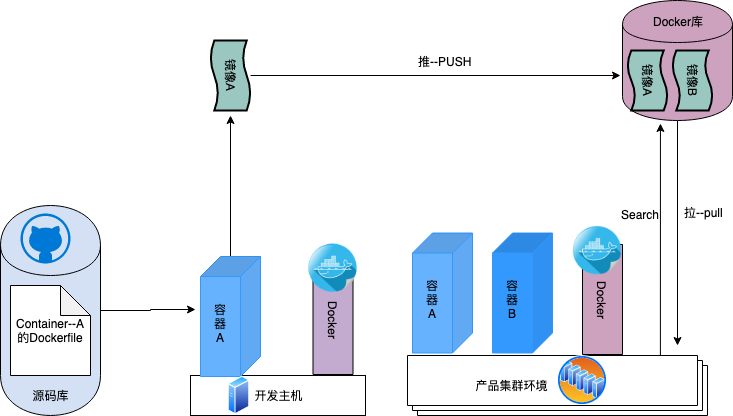 Docker库
镜像A
镜像B
镜像A
推--PUSH
Search
拉--pull
Container--A
的Dockerfile
源码库
容器A
Docker
开发主机
容器A
容器B
Docker
产品集群环境